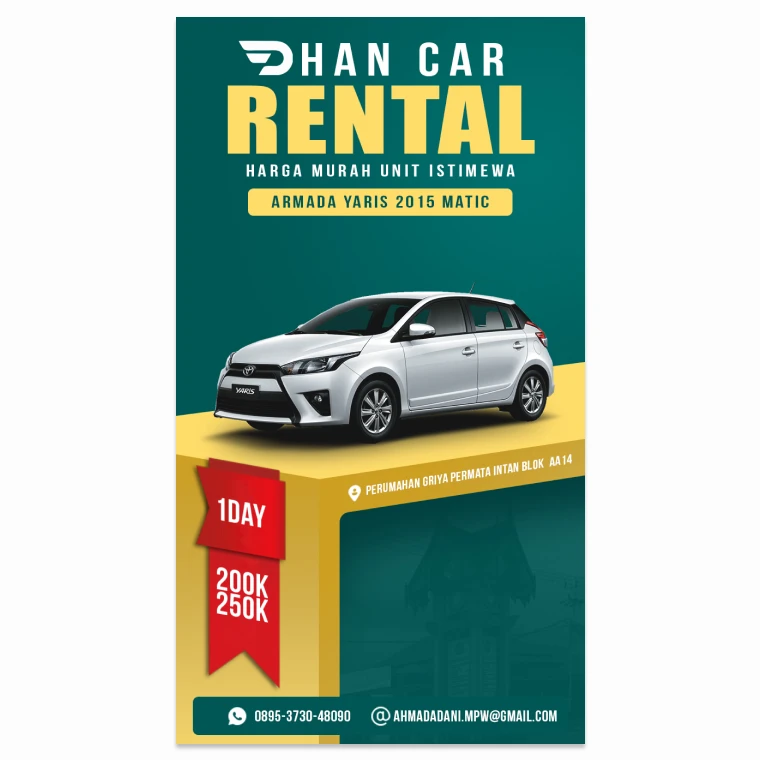 DHAN CAR
RENTAL
HARGA MURAH UNIT ISTIMEWA
ARMADA YARIS 2015 MATIC
YARIS
PERUMAHAN GRIYA PERMATA INTAN BLOK AA14
1DAY
200K
250K
0895-3730-48090
@AHMADADANI.MPW@GMAIL.COM